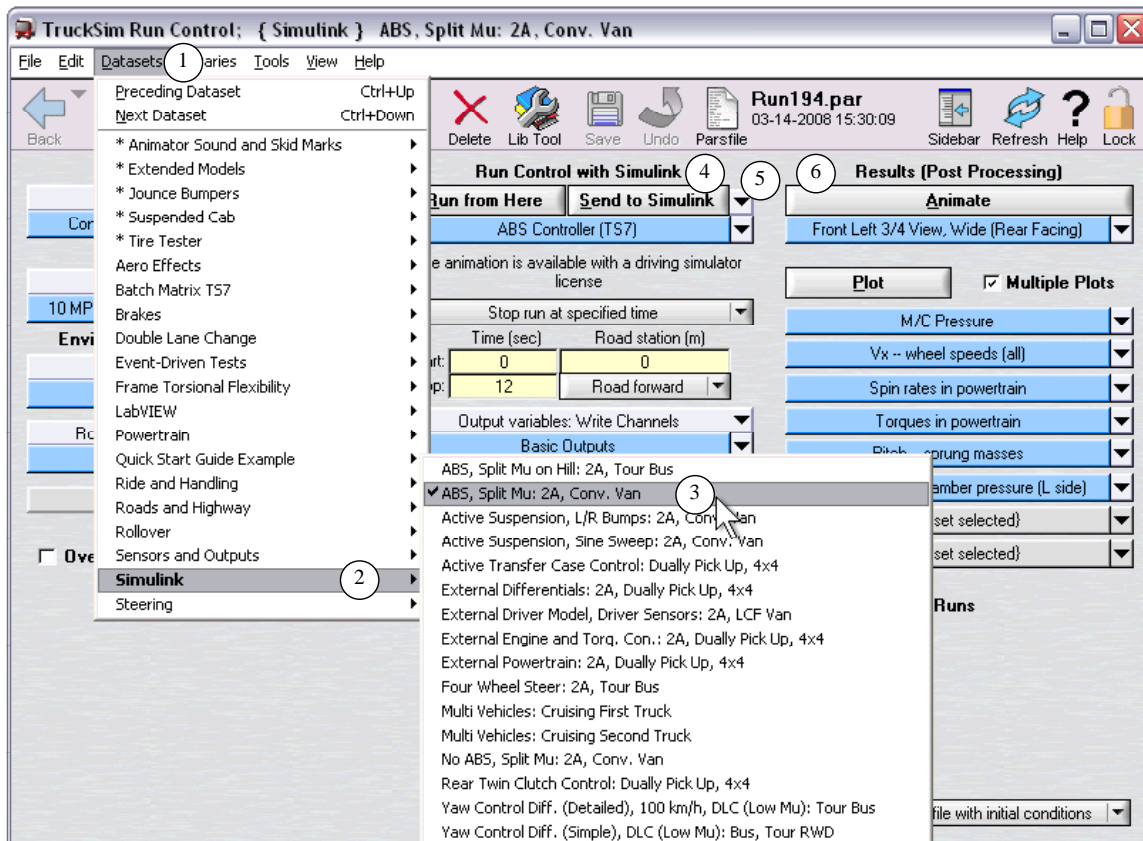 TruckSim Run Control; { Simulink } ABS, Split Mu: 2A, Conv. Van
File Edit Datasets 1 aries Tools View Help
Back
Delete Lib Tool Save Undo Parsfile
Run194.par
03-14-2008 15:30:09
Sidebar Refresh Help Lock
Preceding Dataset Ctrl+Up
Next Dataset Ctrl+Down
* Animator Sound and Skid Marks
* Extended Models
* Jounce Bumpers
* Suspended Cab
* Tire Tester
Aero Effects
Batch Matrix TS7
Brakes
Double Lane Change
Event-Driven Tests
Frame Torsional Flexibility
LabVIEW
Powertrain
Quick Start Guide Example
Ride and Handling
Roads and Highway
Rollover
Sensors and Outputs
Simulink 2
Steering
Con
10 MP
Envi
Ro
Ove
Run Control with Simulink 4 5
Run from Here Send to Simulink
ABS Controller (TS7)
e animation is available with a driving simulator
license
Stop run at specified time
Time (sec) Road station (m)
rt: 0 0
op: 12 Road forward
Output variables: Write Channels
Basic Outputs
6 Results (Post Processing)
Animate
Front Left 3/4 View, Wide (Rear Facing)
Plot Multiple Plots
M/C Pressure
Vx -- wheel speeds (all)
Spin rates in powertrain
Torques in powertrain
Pitch sprung masses
amber pressure (L side)
set selected}
set selected}
Runs
file with initial conditions
ABS, Split Mu on Hill: 2A, Tour Bus
ABS, Split Mu: 2A, Conv. Van 3
Active Suspension, L/R Bumps: 2A, Conv. Van
Active Suspension, Sine Sweep: 2A, Conv. Van
Active Transfer Case Control: Dually Pick Up, 4x4
External Differentials: 2A, Dually Pick Up, 4x4
External Driver Model, Driver Sensors: 2A, LCF Van
External Engine and Torq. Con.: 2A, Dually Pick Up, 4x4
External Powertrain: 2A, Dually Pick Up, 4x4
Four Wheel Steer: 2A, Tour Bus
Multi Vehicles: Cruising First Truck
Multi Vehicles: Cruising Second Truck
No ABS, Split Mu: 2A, Conv. Van
Rear Twin Clutch Control: Dually Pick Up, 4x4
Yaw Control Diff. (Detailed), 100 km/h, DLC (Low Mu): Tour Bus
Yaw Control Diff. (Simple), DLC (Low Mu): Bus, Tour RWD